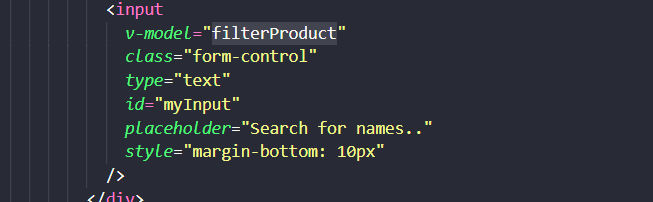 <input
v-model="filterProduct"
class="form-control"
type="text"
id="myInput"
placeholder="Search for names.."
style="margin-bottom: 10px"
/>
</div>